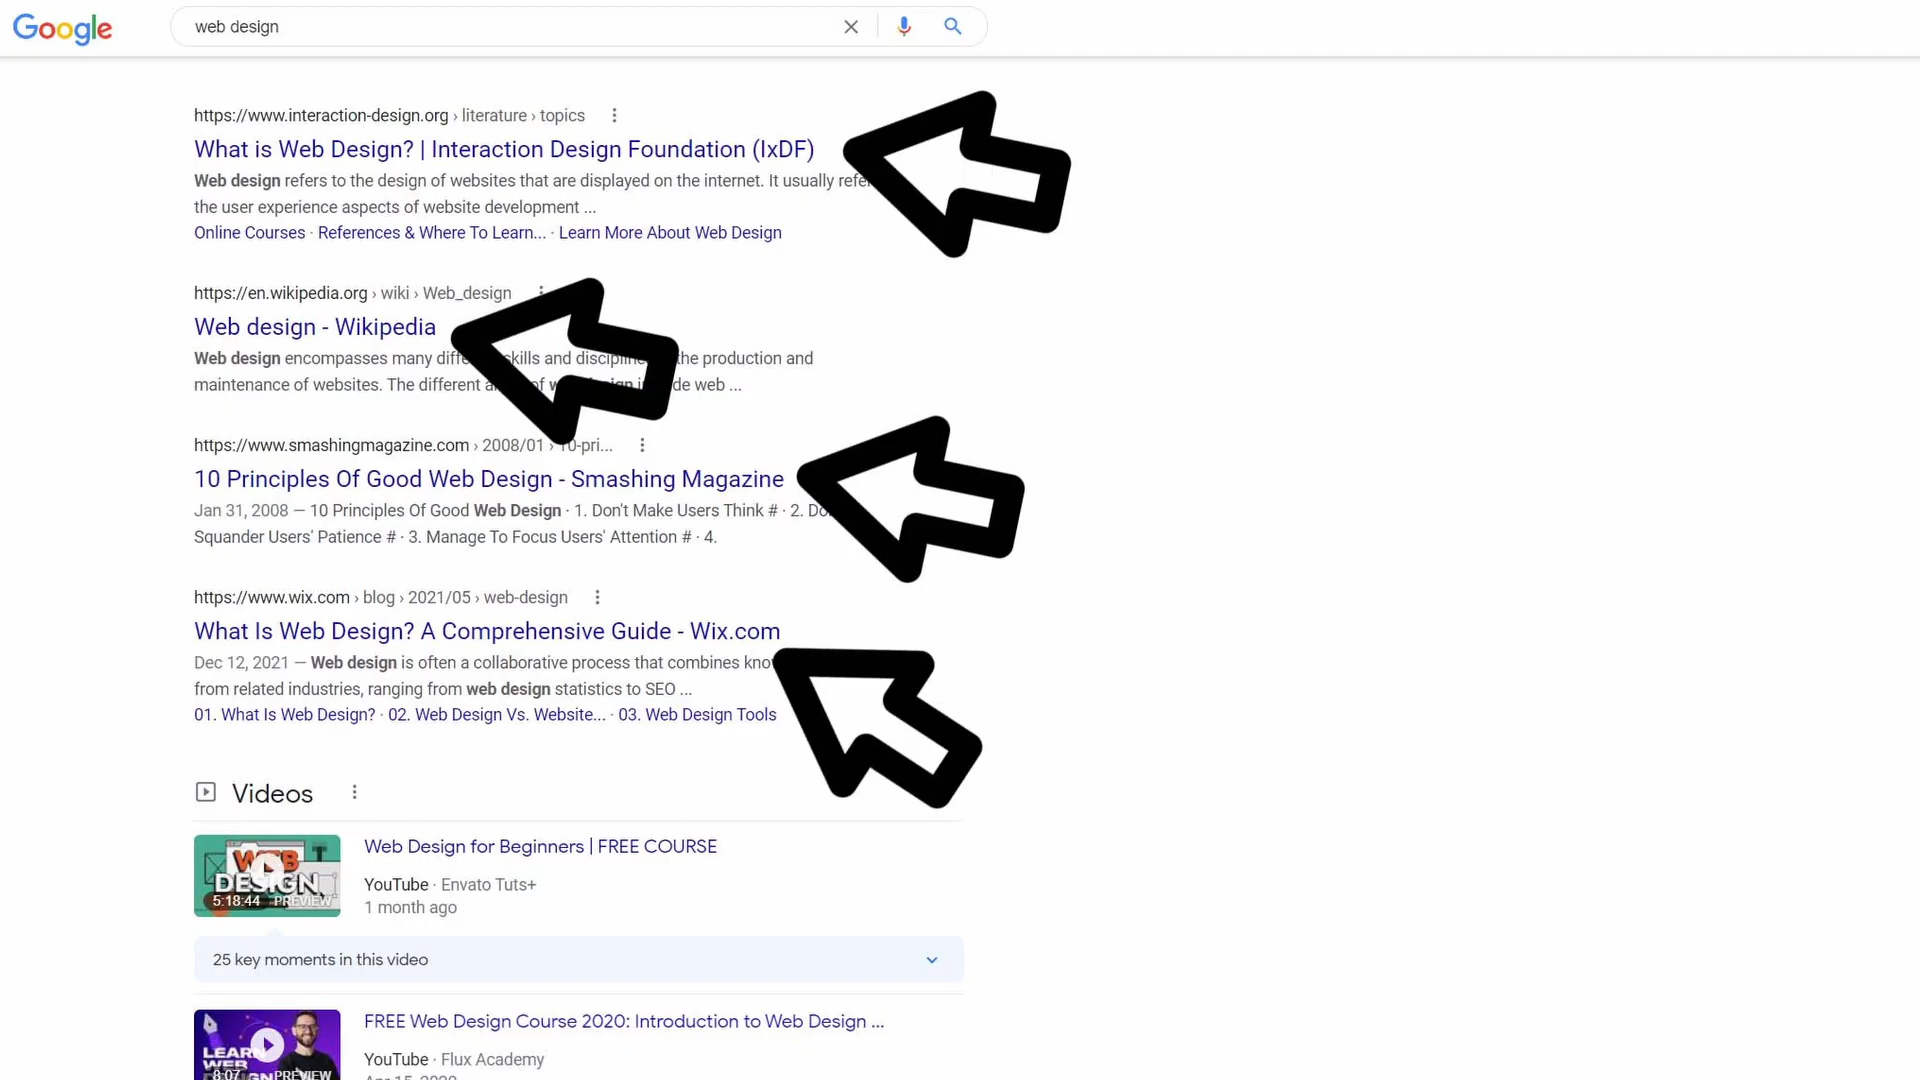 Google
web design
https://www.interaction-design.org › literature › topics
What is Web Design? | Interaction Design Foundation (IxDF)
Web design refers to the design of websites that are displayed on the internet. It usually
the user experience aspects of website development ...
Online Courses · References & Where To Learn... · Learn More About Web Design
https://en.wikipedia.org › wiki › Web_design
Web design - Wikipedia
Web design encompasses many skills and the production and
maintenance of websites. The different of web ...
https://www.smashingmagazine.com › 2008/01 › 10-pri...
10 Principles Of Good Web Design - Smashing Magazine
Jan 31, 2008 — 10 Principles Of Good Web Design · 1. Don't Make Users Think # · 2.
Squander Users' Patience # · 3. Manage To Focus Users' Attention # · 4.
https://www.wix.com › blog › 2021/05 › web-design
What Is Web Design? A Comprehensive Guide - Wix.com
Dec 12, 2021 — Web design is often a collaborative process that combines
from related industries, ranging from web design statistics to SEO ...
01. What Is Web Design? · 02. Web Design Vs. Website... · 03. Web Design Tools
Videos
WEB
DESIGN
5:18:44 PREVIEW
Web Design for Beginners | FREE COURSE
YouTube · Envato Tuts+
1 month ago
25 key moments in this video
LEARN
WEB
8:07 PREVIEW
FREE Web Design Course 2020: Introduction to Web Design ...
YouTube · Flux Academy